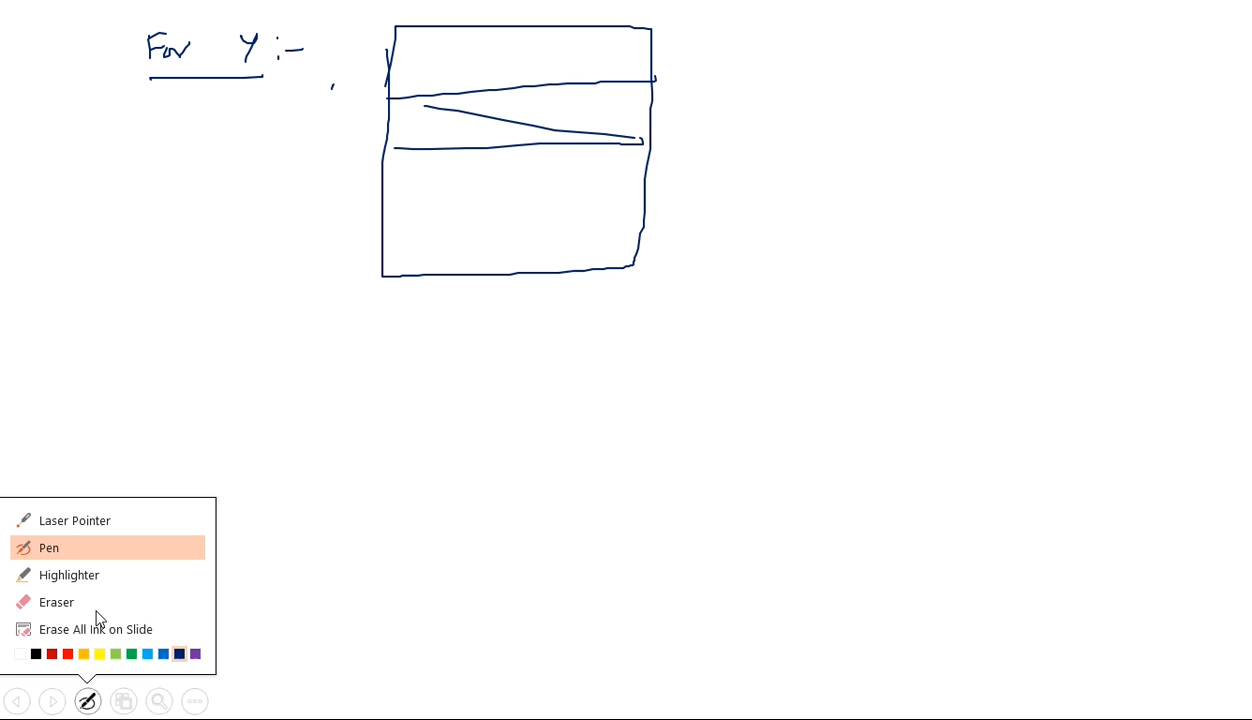 For Y :-
Laser Pointer
Pen
Highlighter
Eraser
Erase All Ink on Slide